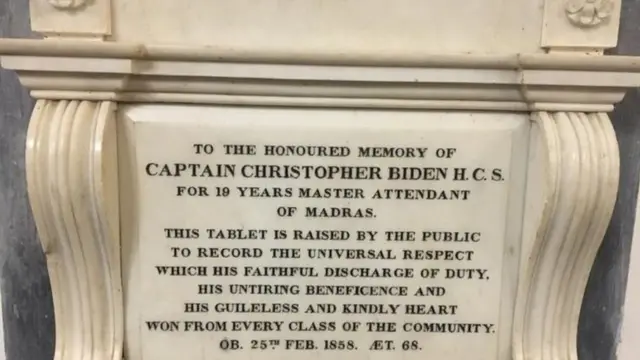 TO THE HONOURED MEMORY OF
CAPTAIN CHRISTOPHER BIDEN H.C.S.
FOR 19 YEARS MASTER ATTENDANT
OF MADRAS.
THIS TABLET IS RAISED BY THE PUBLIC
TO RECORD THE UNIVERSAL RESPECT
WHICH HIS FAITHFUL DISCHARGE OF DUTY,
HIS UNTIRING BENEFICENCE AND
HIS GUILELESS AND KINDLY HEART
WON FROM EVERY CLASS OF THE COMMUNITY.
OB. 25TH FEB. 1858. ÆT. 68.